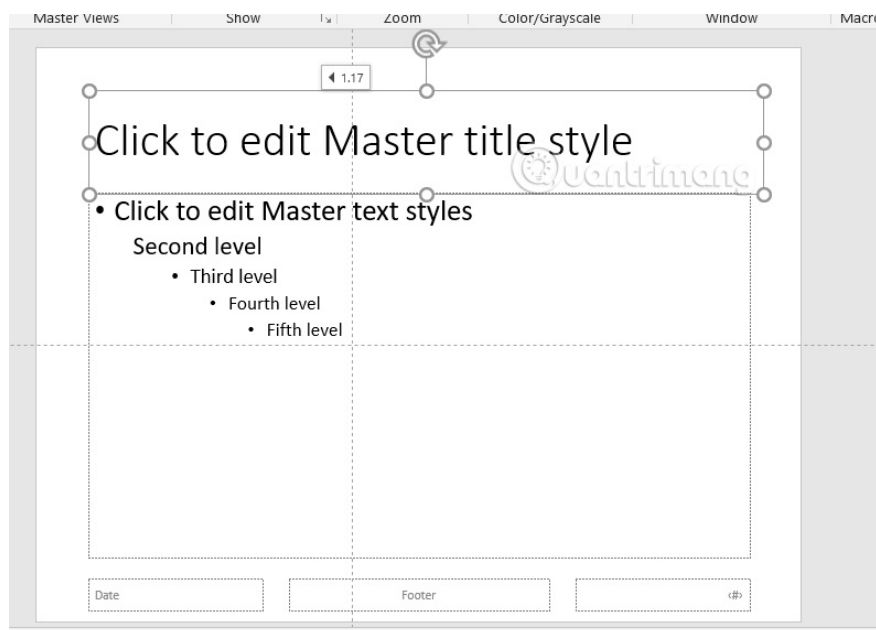 Master Views Show Zoom Color/Grayscale Window Macro
1.17
Click to edit Master title style
Quantrimang
• Click to edit Master text styles
Second level
• Third level
• Fourth level
• Fifth level
Date Footer ‹#›